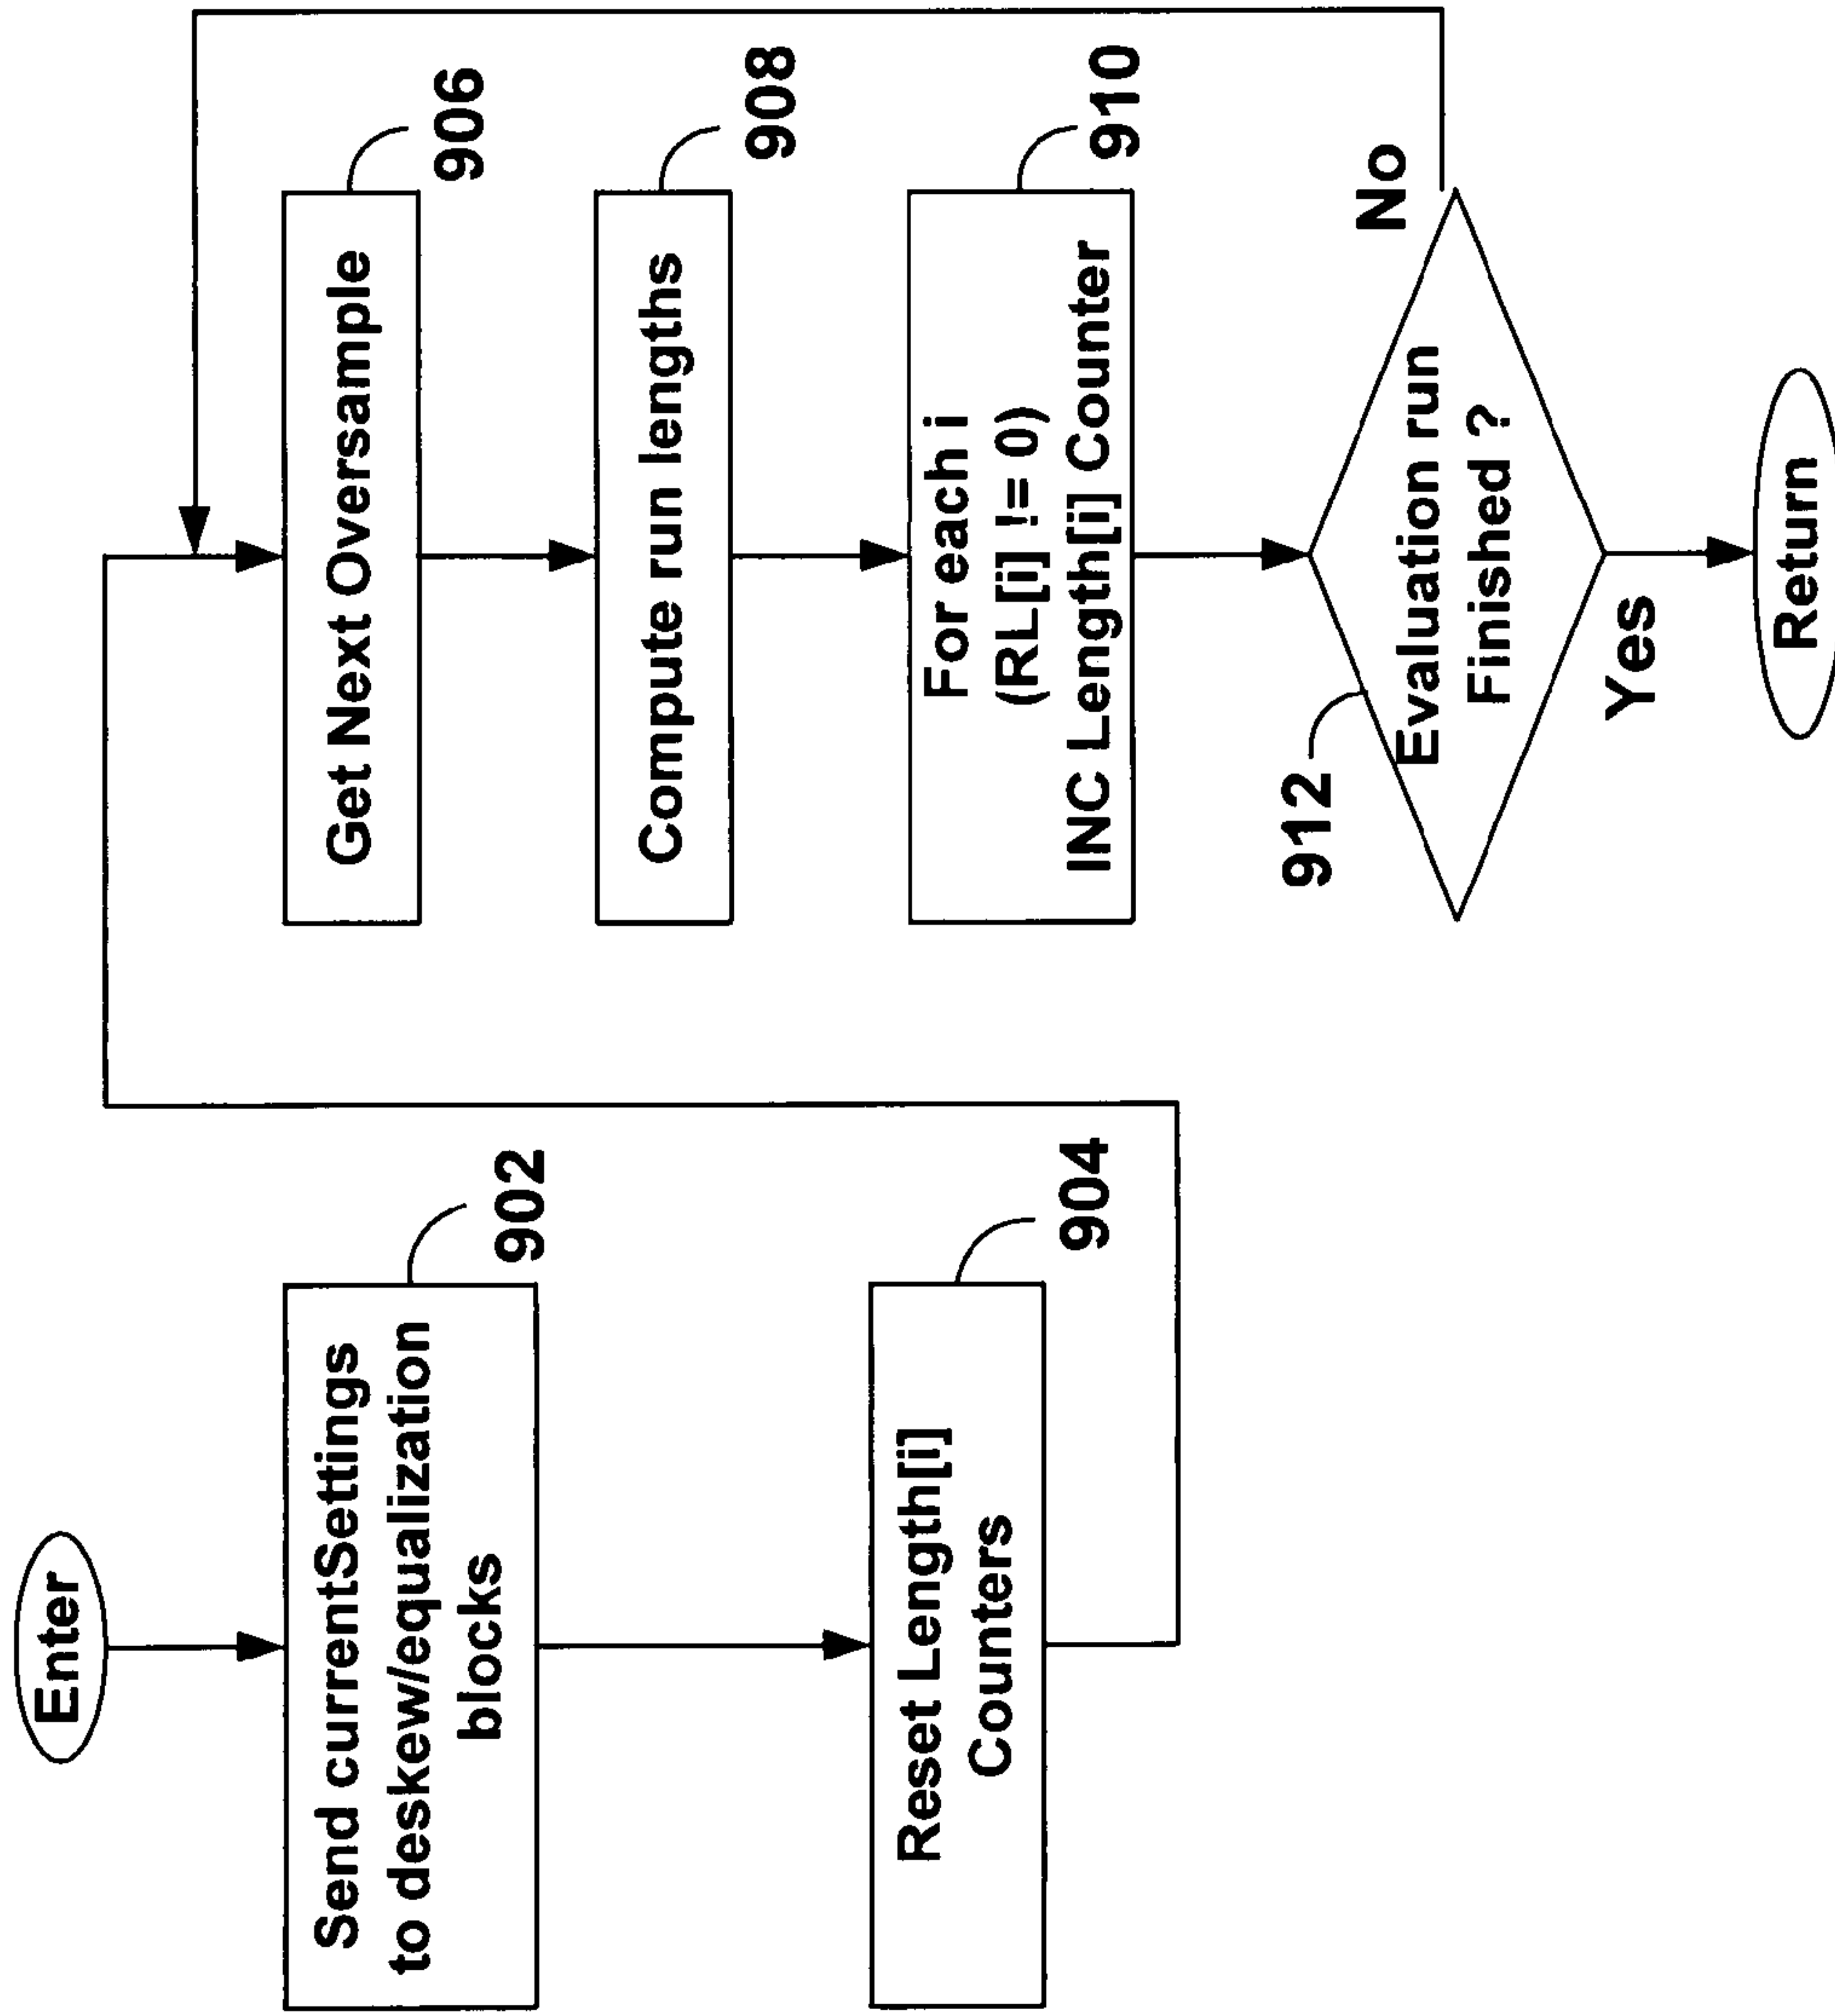 Enter
Send currentSettings
to deskew/equalization
blocks
902
Reset Length[i]
Counters
904
Get Next Oversample
906
Compute run lengths
908
For each i
(RL[i] != 0)
INC Length[i] Counter
910
912
Evaluation run
Finished ?
No
Yes
Return